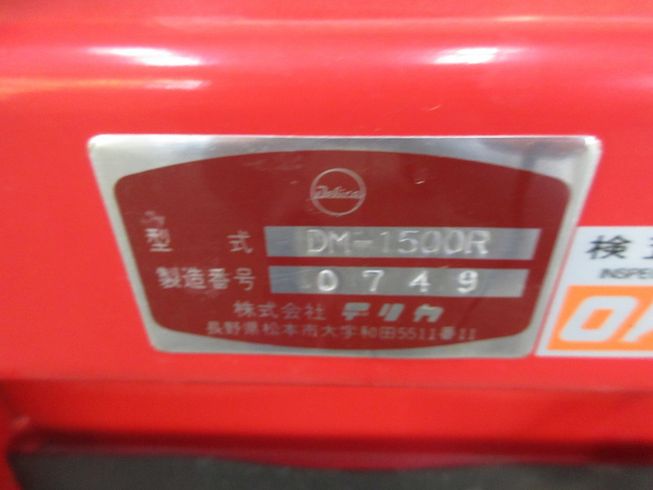 Delica
型式 DM-1500R
製造番号 0749
株式会社 デリカ
長野県松本市大字和田5511番11
検
INSPE